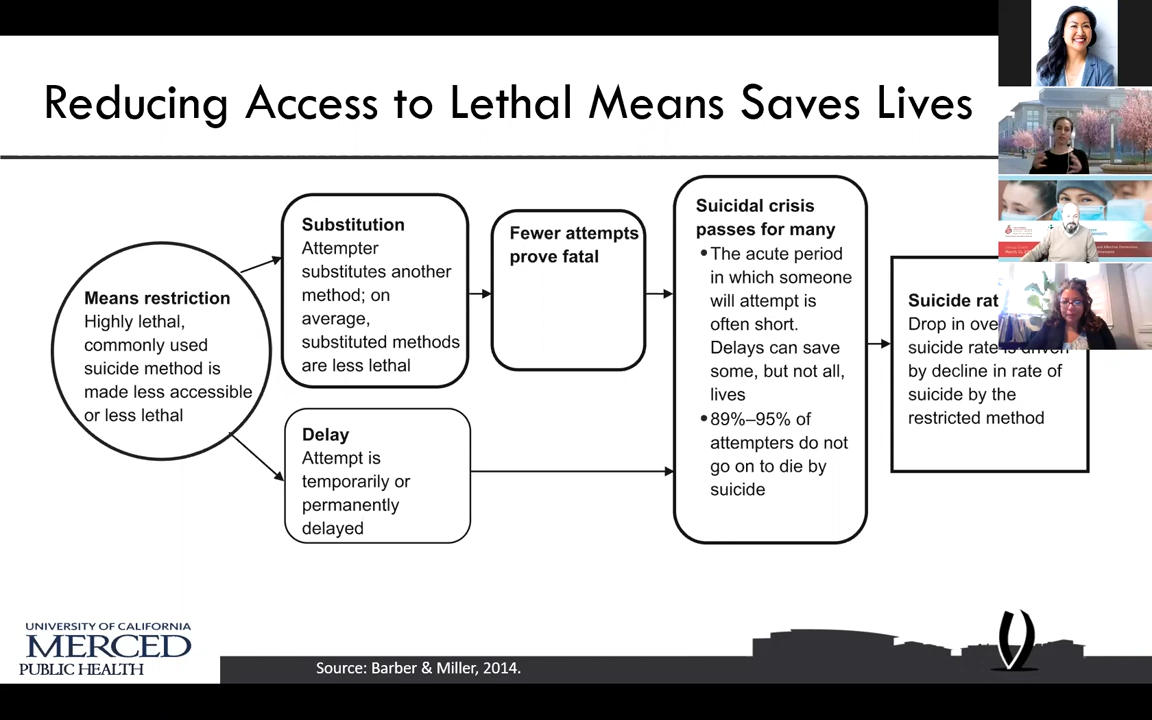 Reducing Access to Lethal Means Saves Lives
Means restriction
Highly lethal,
commonly used
suicide method is
made less accessible
or less lethal
Substitution
Attempter
substitutes another
method; on
average,
substituted methods
are less lethal
Delay
Attempt is
temporarily or
permanently
delayed
Fewer attempts
prove fatal
Suicidal crisis
passes for many
•The acute period
in which someone
will attempt is
often short.
Delays can save
some, but not all,
lives
•89%–95% of
attempters do not
go on to die by
suicide
Suicide
Drop in
suicide rate is driven
by decline in rate of
suicide by the
restricted method
UNIVERSITY OF CALIFORNIA
MERCED
PUBLIC HEALTH
Source: Barber & Miller, 2014.